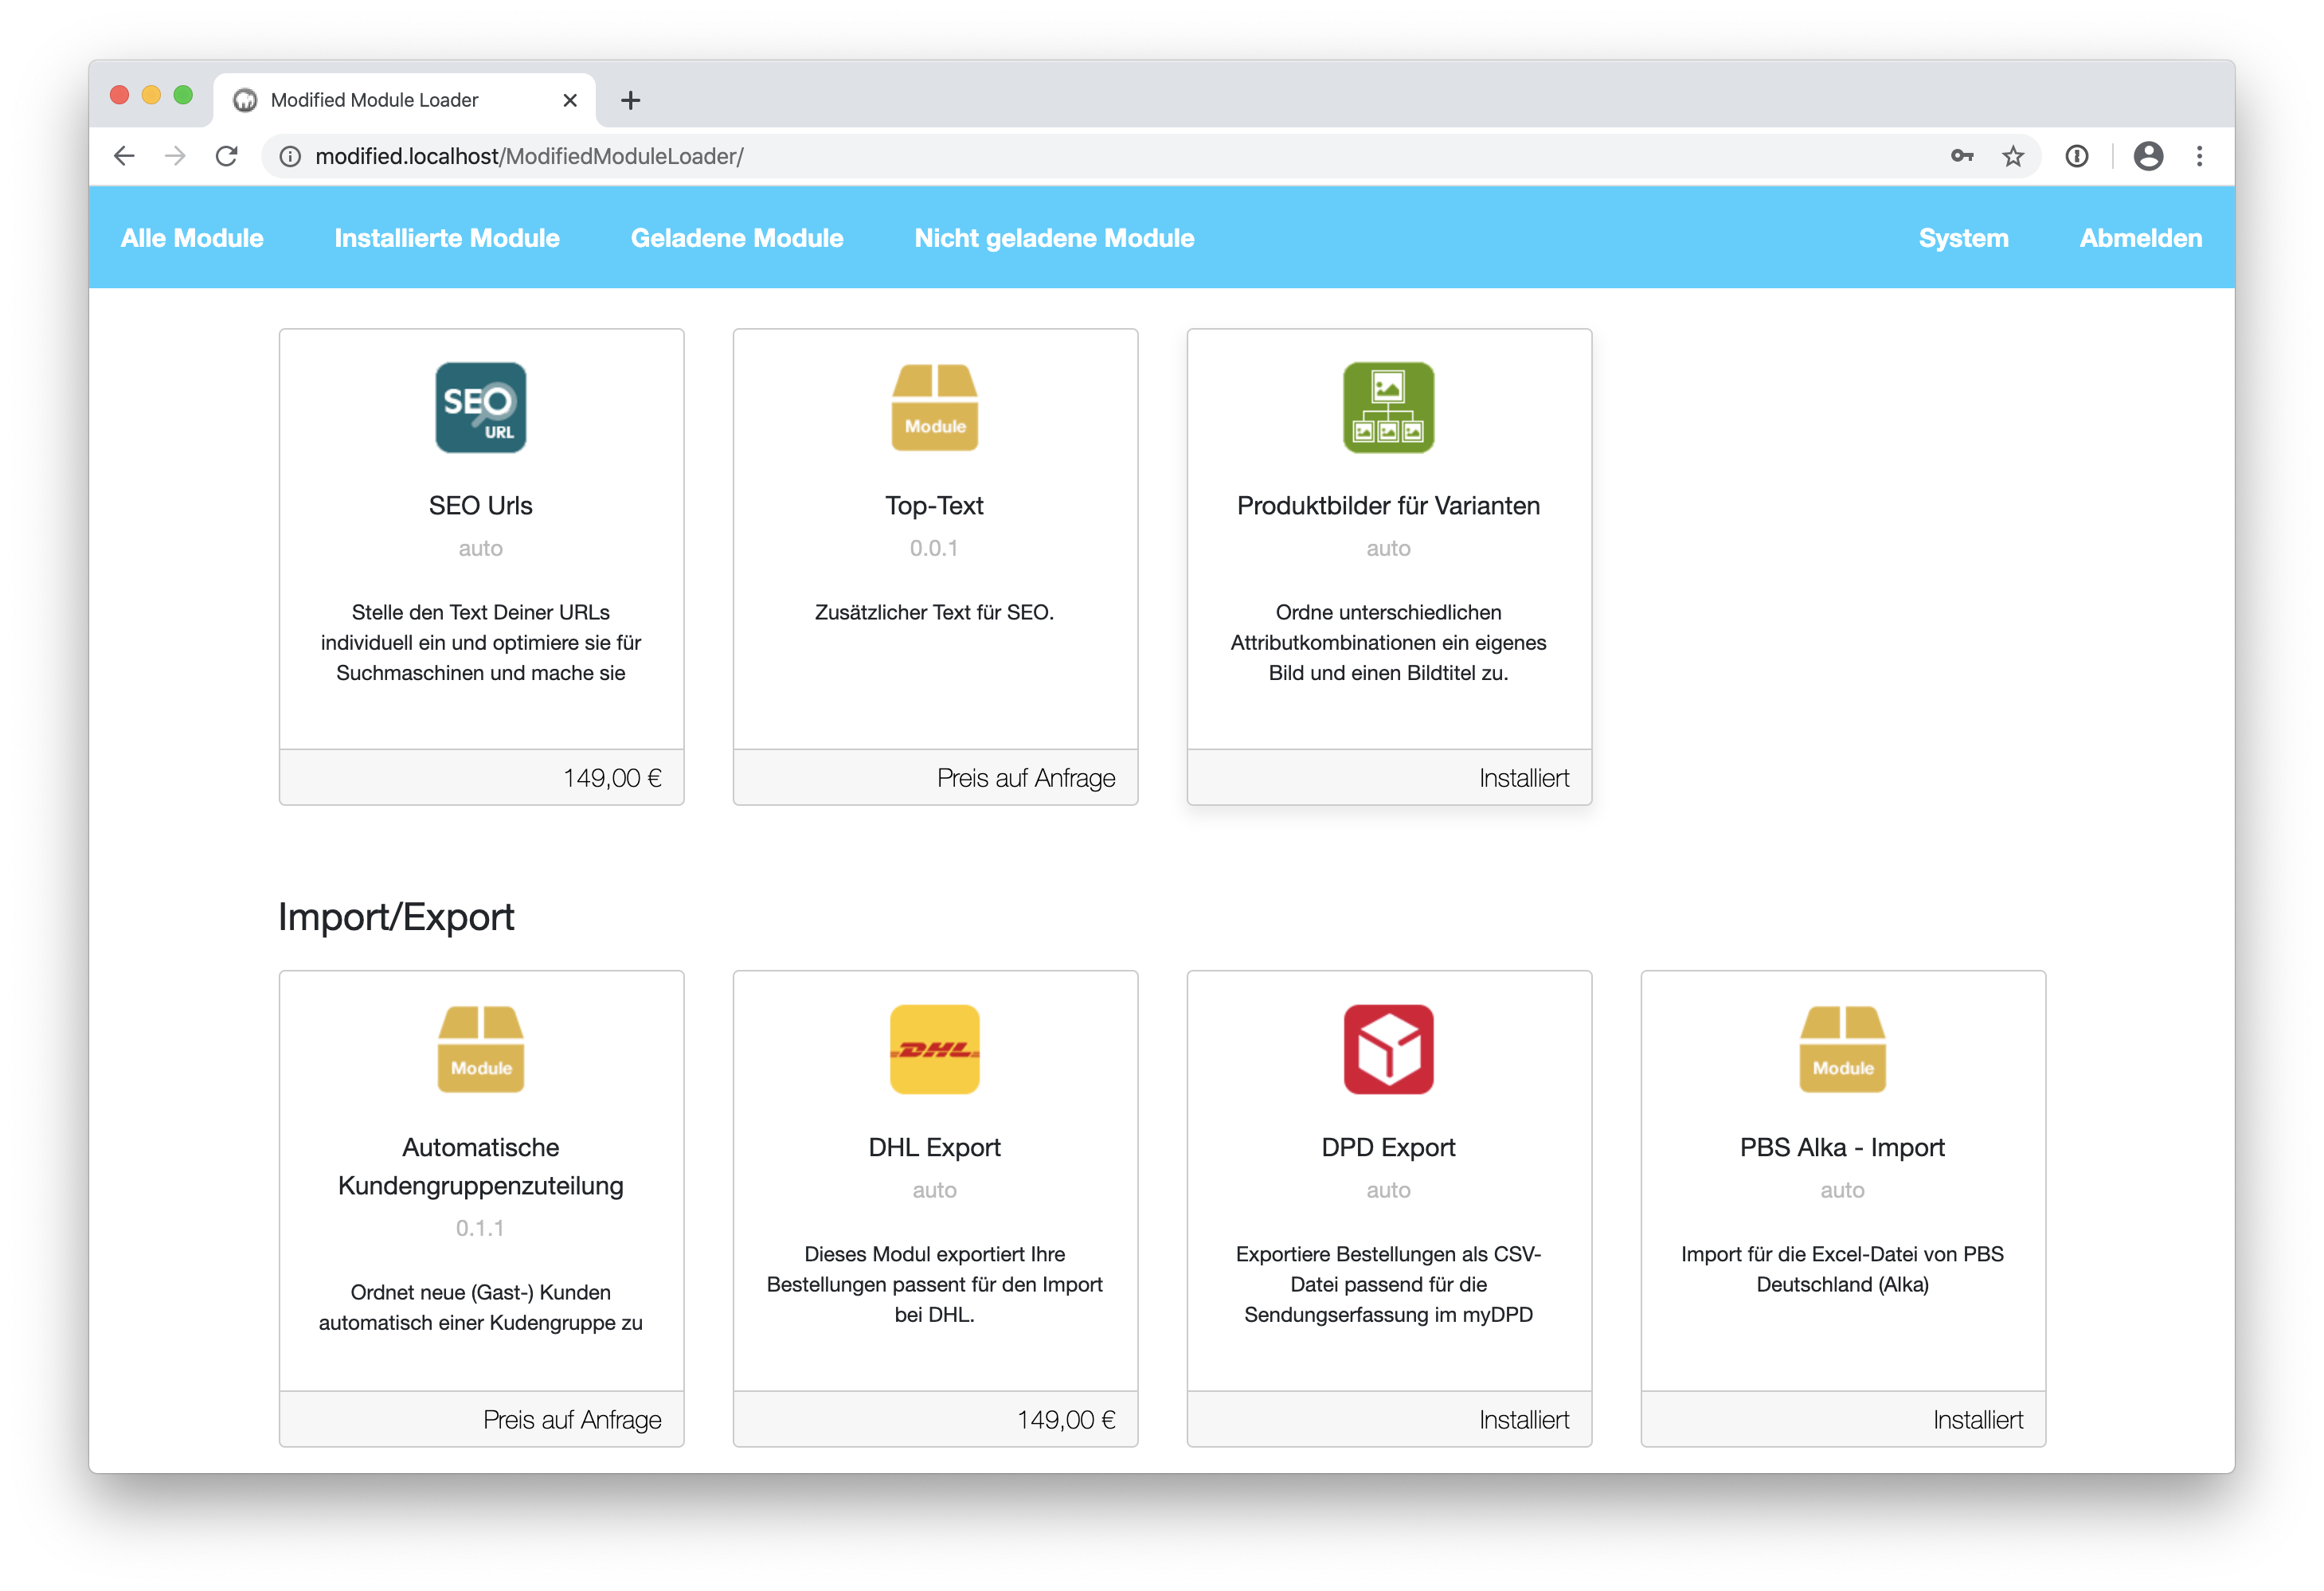 Modified Module Loader
modified.localhost/ModifiedModuleLoader/
Alle Module Installierte Module Geladene Module Nicht geladene Module System Abmelden
SEO
URL
SEO Urls
auto
Stelle den Text Deiner URLs
individuell ein und optimiere sie für
Suchmaschinen und mache sie
149,00 €
Module
Top-Text
0.0.1
Zusätzlicher Text für SEO.
Preis auf Anfrage
Produktbilder für Varianten
auto
Ordne unterschiedlichen
Attributkombinationen ein eigenes
Bild und einen Bildtitel zu.
Installiert
Import/Export
Module
Automatische
Kundengruppenzuteilung
0.1.1
Ordnet neue (Gast-) Kunden
automatisch einer Kudengruppe zu
Preis auf Anfrage
DHL
DHL Export
auto
Dieses Modul exportiert Ihre
Bestellungen passent für den Import
bei DHL.
149,00 €
DPD Export
auto
Exportiere Bestellungen als CSV-
Datei passend für die
Sendungserfassung im myDPD
Installiert
Module
PBS Alka - Import
auto
Import für die Excel-Datei von PBS
Deutschland (Alka)
Installiert